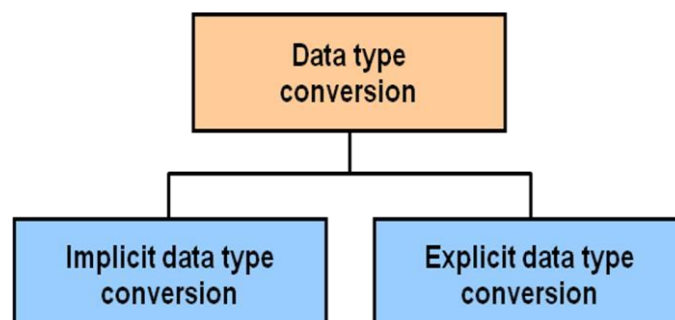 Data type
conversion
Implicit data type
conversion
Explicit data type
conversion